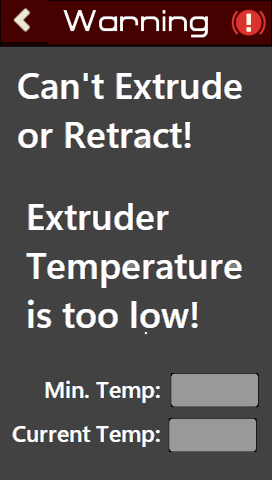 Warning
Can't Extrude
or Retract!
Extruder
Temperature
is too low!
Min. Temp:
Current Temp: